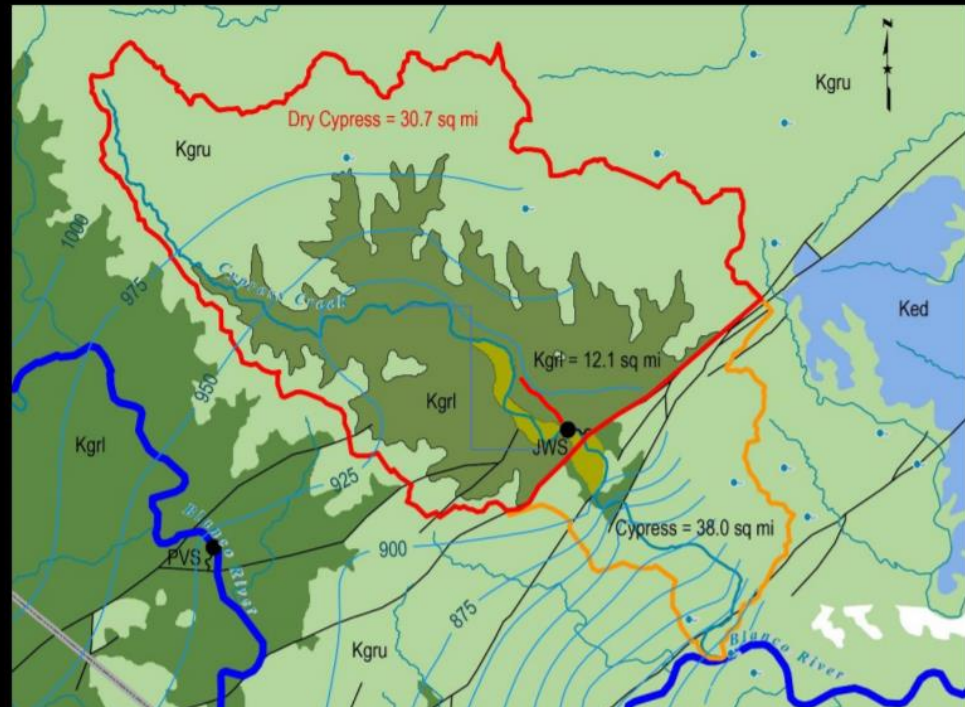 Kgru
Kgru
Dry Cypress = 30.7 sq mi
Kgru
1000
975
Cypress Creek
Ked
950
Kgrl = 12.1 sq mi
Kgrl
Kgrl
JWS
925
Blanco River
PVS
900
Cypress = 38.0 sq mi
875
Kgru
Blanco River